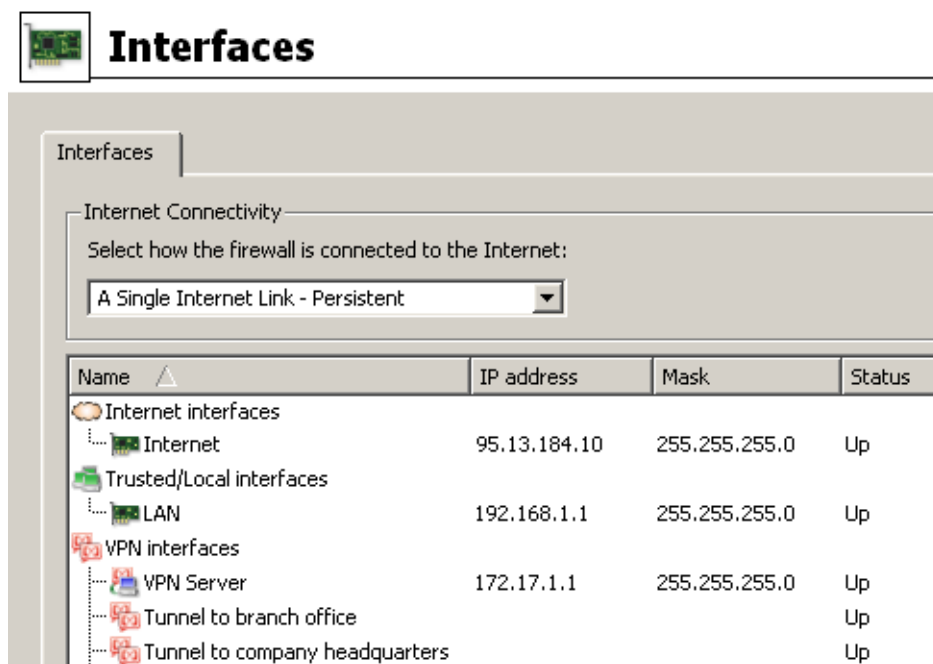 Interfaces
Interfaces
Internet Connectivity
Select how the firewall is connected to the Internet:
A Single Internet Link - Persistent
Name IP address Mask Status
Internet interfaces
Internet 95.13.184.10 255.255.255.0 Up
Trusted/Local interfaces
LAN 192.168.1.1 255.255.255.0 Up
VPN interfaces
VPN Server 172.17.1.1 255.255.255.0 Up
Tunnel to branch office Up
Tunnel to company headquarters Up